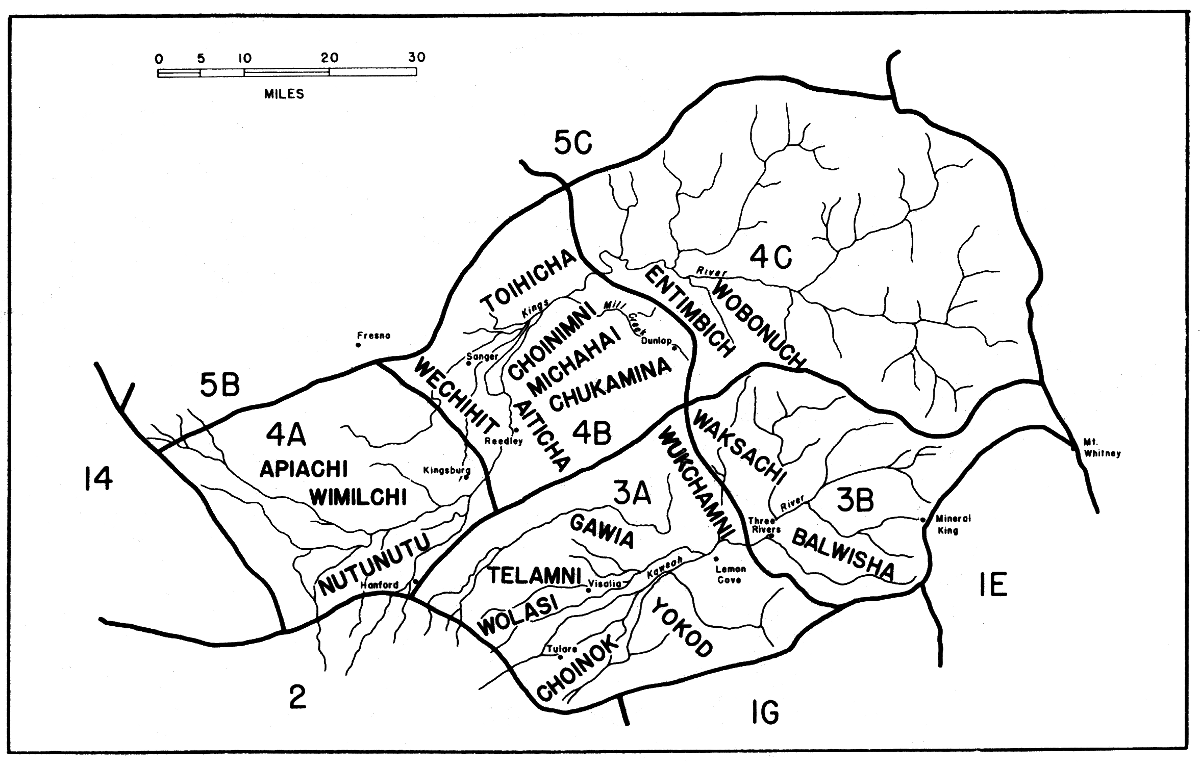 0 5 10 20 30
MILES
5C
4C
River
ENTIMBICH
WOBONUCH
TOIHICHA
Kings
Mill
Creek
Dunlap
CHOINIMNI
MICHAHAI
CHUKAMINA
Fresno
Sanger
WECHIHIT
AITICHA
Reedley
4B
5B
4A
APIACHI
WIMILCHI
Kingsburg
14
NUTUNUTU
Hanford
WAKSACHI
WUKCHAMNI
Mt.
Whitney
3A
GAWIA
River
3B
Three
Rivers
Mineral
King
BALWISHA
TELAMNI
Visalia
Kaweah
Lemon
Cove
WOLASI
YOKOD
1E
Tulare
CHOINOK
2
1G